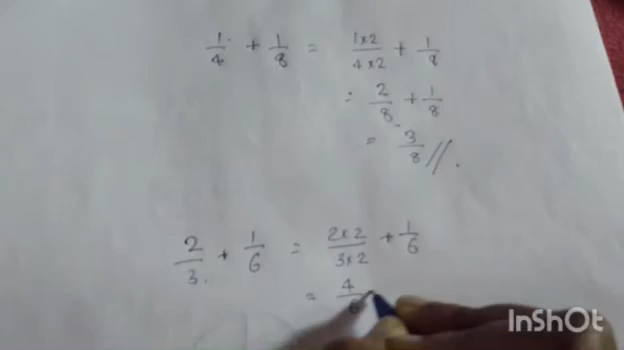 1/4 + 1/8 = 1×2/4×2 + 1/8
= 2/8 + 1/8
= 3/8 //.
2/3 + 1/6 = 2×2/3×2 + 1/6
= 4/6
InShOt